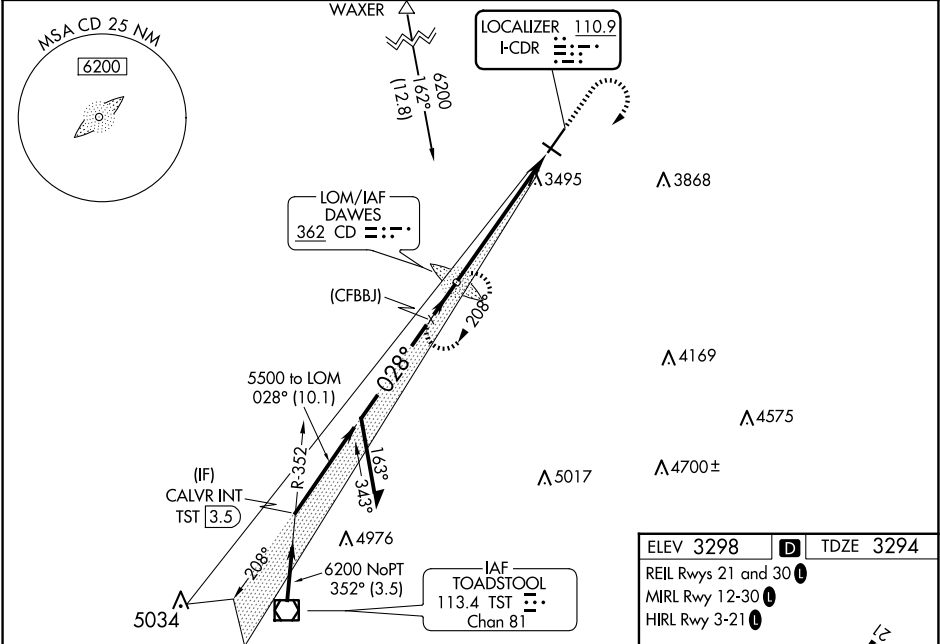 MSA CD 25 NM
6200
WAXER
6200
162°
(12.8)
LOCALIZER 110.9
I-CDR
3495
3868
LOM/IAF
DAWES
362 CD
(CFBBJ)
208°
028°
4169
5500 to LOM
028° (10.1)
4575
R-352
163°
343°
(IF)
CALVR INT
TST 3.5
5017
4700±
4976
208°
6200 NoPT
352° (3.5)
IAF
TOADSTOOL
113.4 TST
Chan 81
5034
ELEV 3298 D TDZE 3294
REIL Rwys 21 and 30 L
MIRL Rwy 12-30 L
HIRL Rwy 3-21 L
21